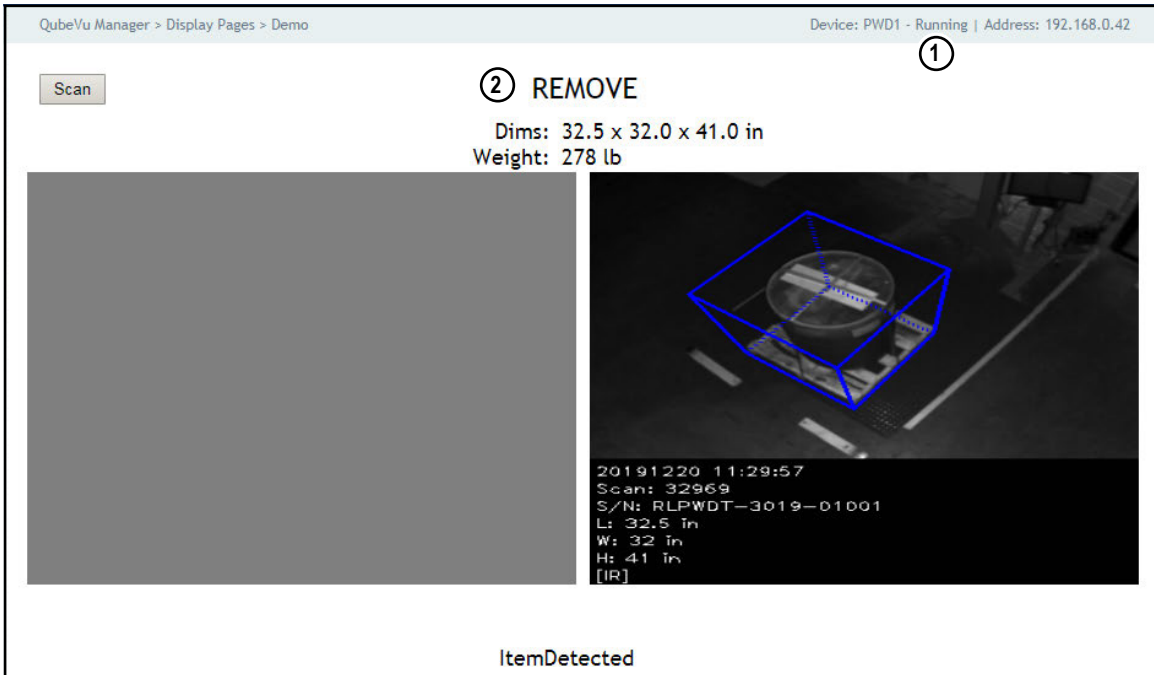 QubeVu Manager > Display Pages > Demo
Device: PWD1 - Running | Address: 192.168.0.42
1
Scan
2 REMOVE
Dims: 32.5 x 32.0 x 41.0 in
Weight: 278 lb
20191220 11:29:57
Scan: 32969
S/N: RLPWDT-3019-01001
L: 32.5 in
W: 32 in
H: 41 in
[IR]
ItemDetected